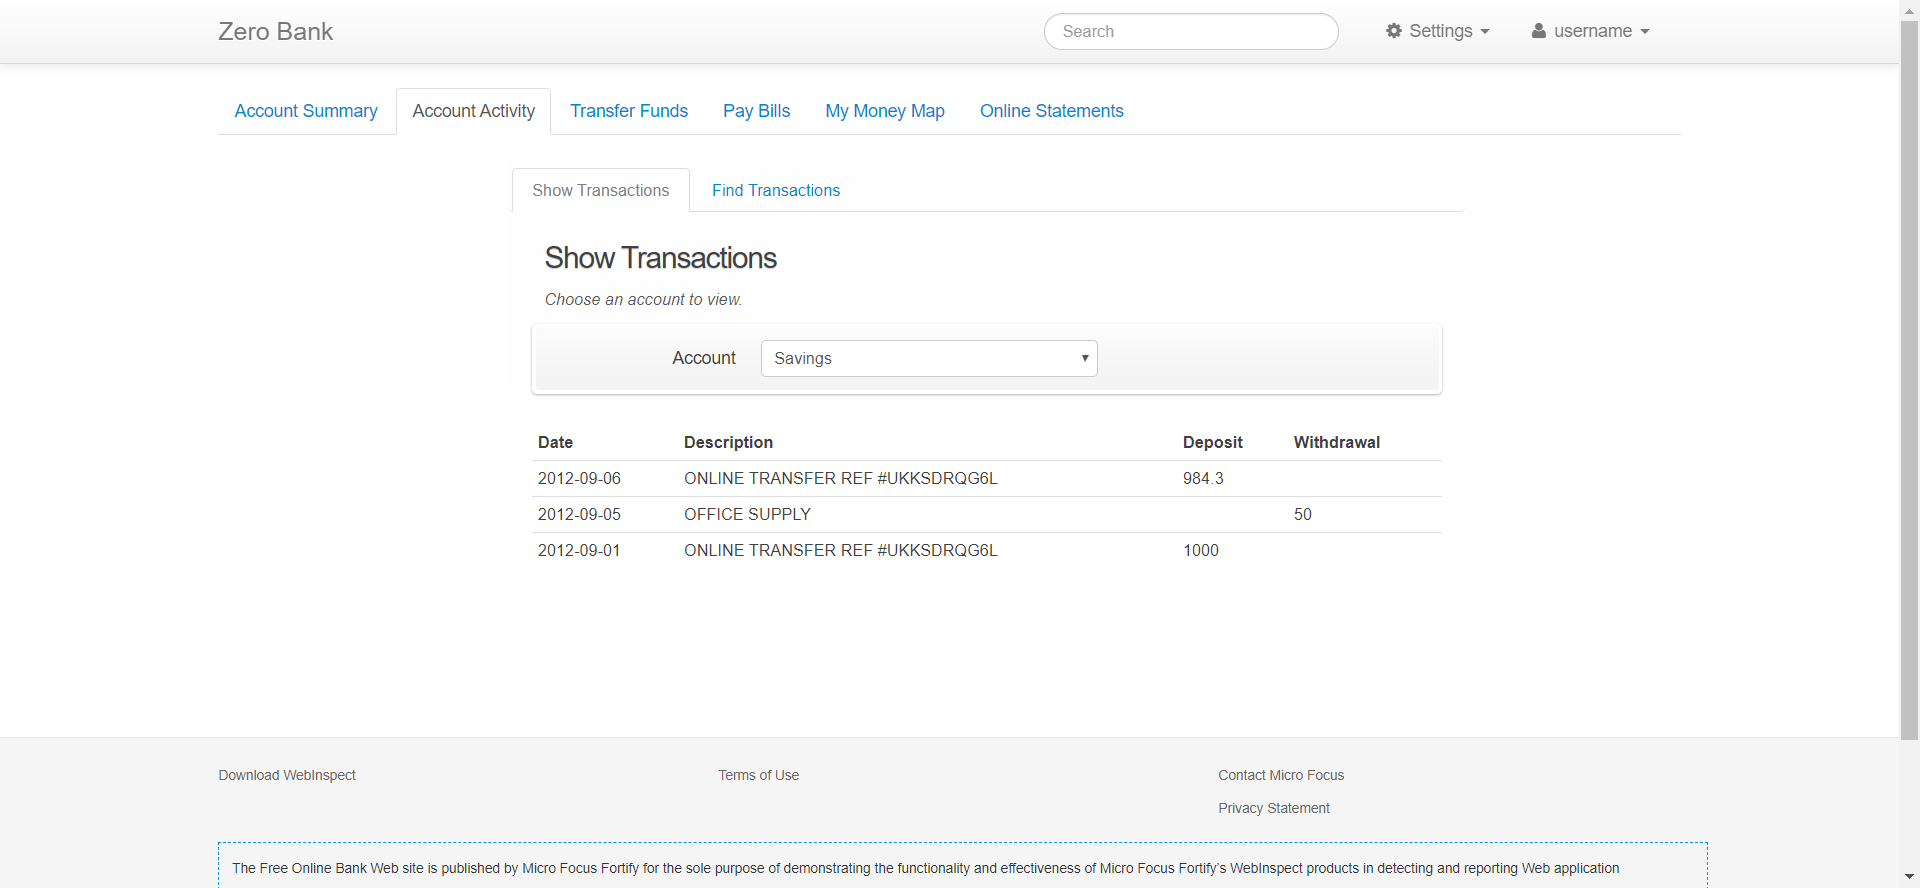 Zero Bank
Search
Settings
username
Account Summary
Account Activity
Transfer Funds
Pay Bills
My Money Map
Online Statements
Show Transactions
Find Transactions
Show Transactions
Choose an account to view.
Account
Savings
Date Description Deposit Withdrawal
2012-09-06 ONLINE TRANSFER REF #UKKSDRQG6L 984.3
2012-09-05 OFFICE SUPPLY 50
2012-09-01 ONLINE TRANSFER REF #UKKSDRQG6L 1000
Download WebInspect
Terms of Use
Contact Micro Focus
Privacy Statement
The Free Online Bank Web site is published by Micro Focus Fortify for the sole purpose of demonstrating the functionality and effectiveness of Micro Focus Fortify's WebInspect products in detecting and reporting Web application